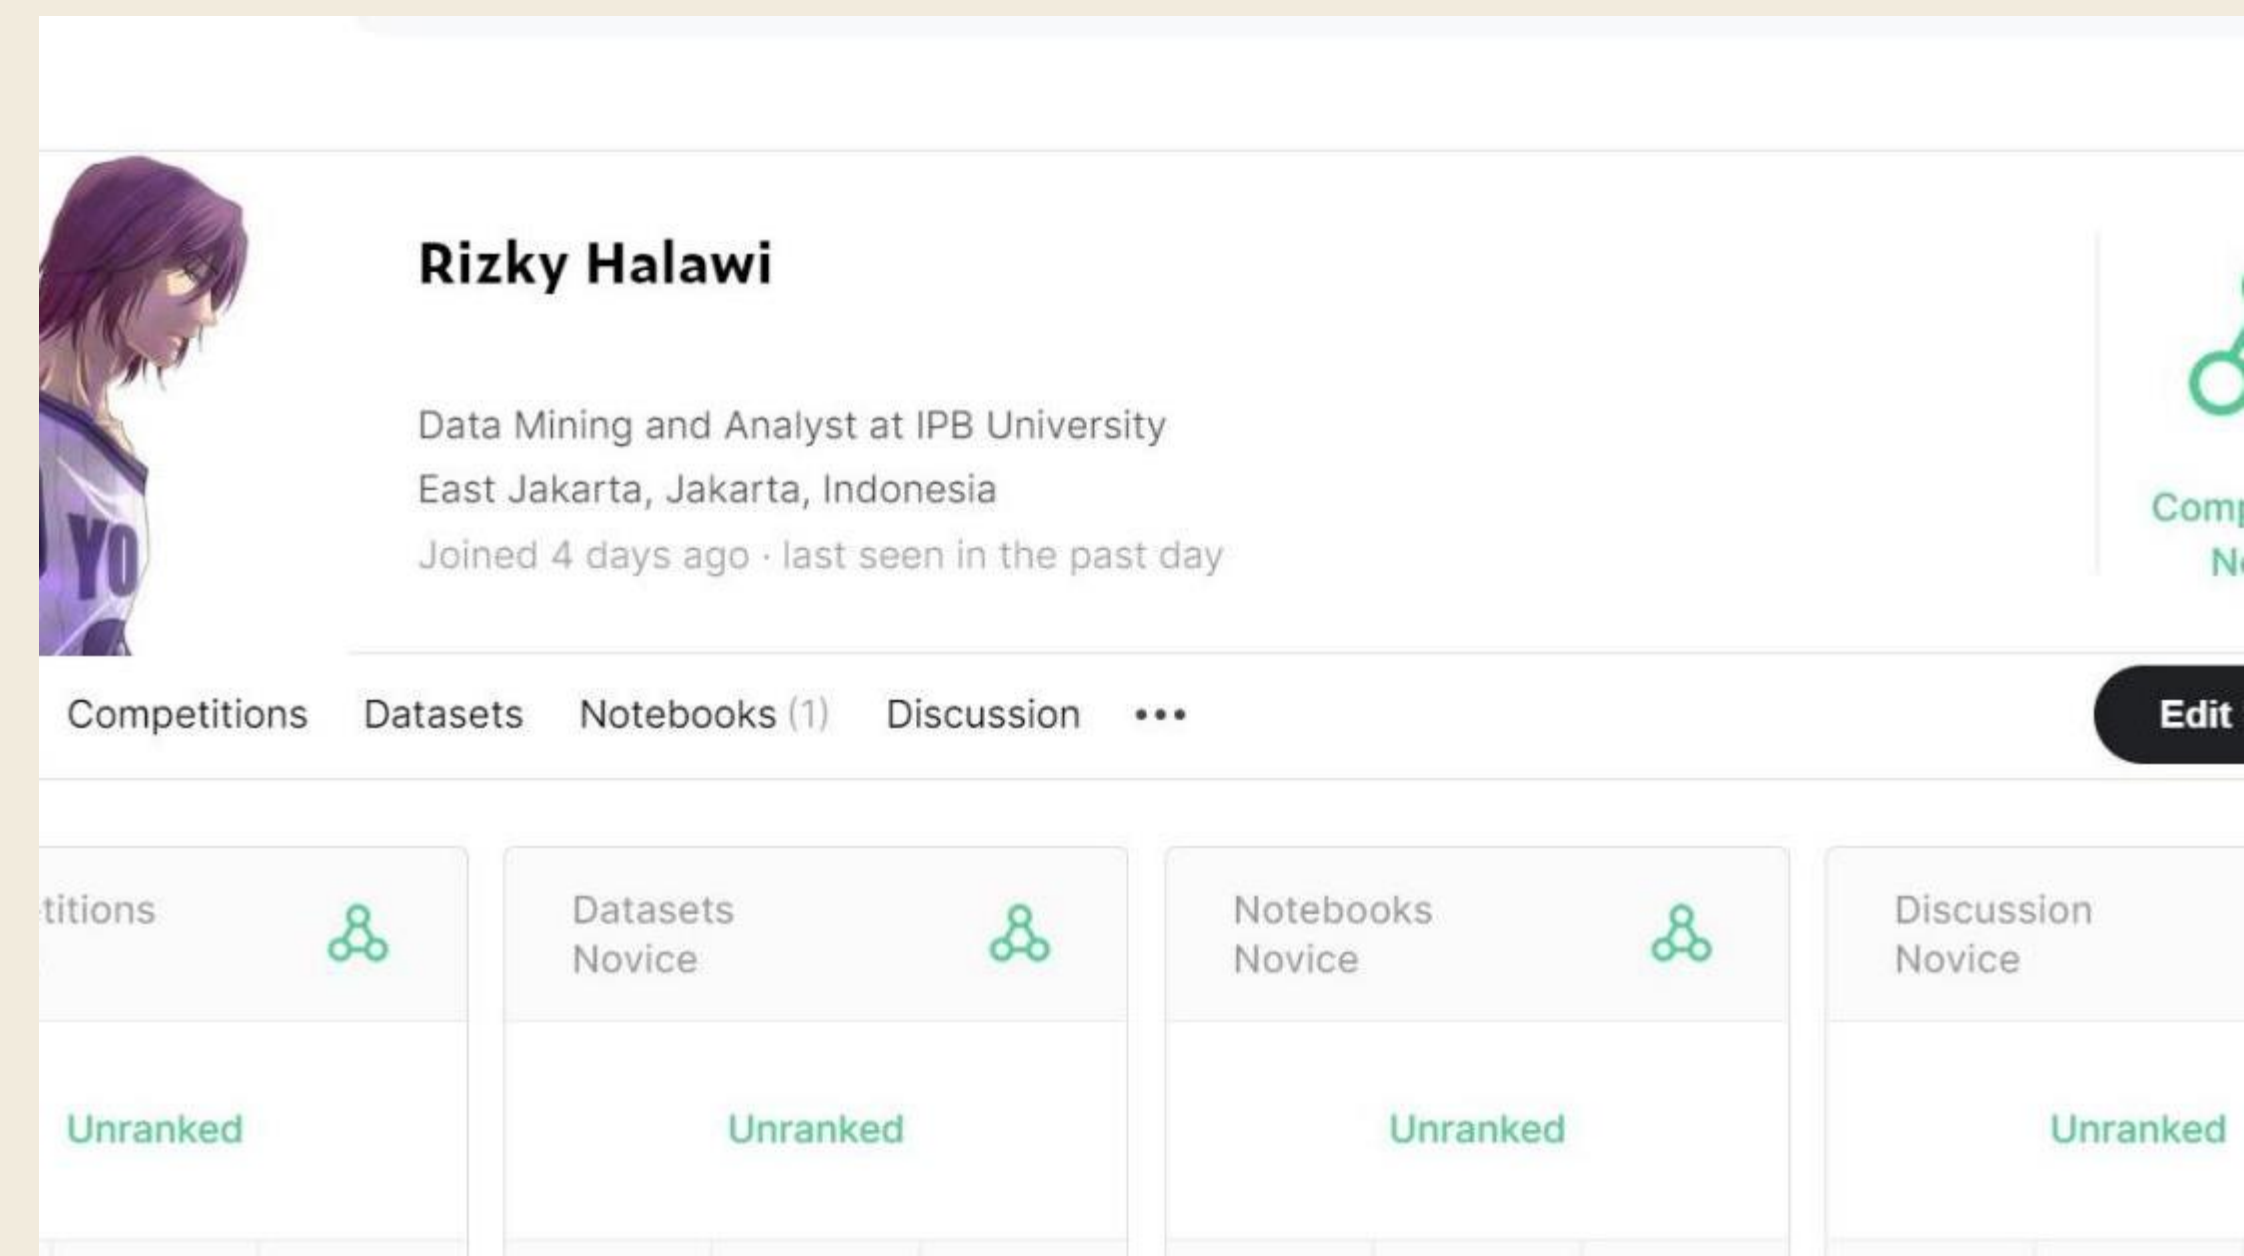 Rizky Halawi
Data Mining and Analyst at IPB University
East Jakarta, Jakarta, Indonesia
Joined 4 days ago · last seen in the past day
YO
Competitions Datasets Notebooks (1) Discussion •••
Edit
Datasets
Novice
Notebooks
Novice
Discussion
Novice
Unranked Unranked Unranked Unranked